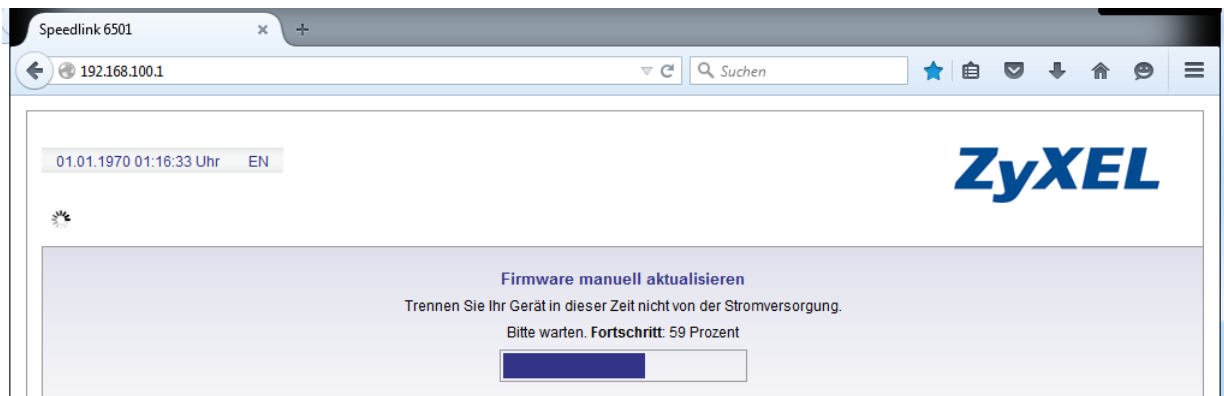 Speedlink 6501
192.168.100.1
Suchen
01.01.1970 01:16:33 Uhr EN
ZyXEL
Firmware manuell aktualisieren
Trennen Sie Ihr Gerät in dieser Zeit nicht von der Stromversorgung.
Bitte warten. Fortschritt: 59 Prozent